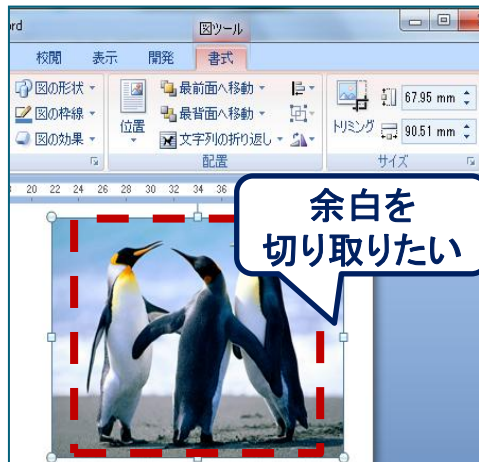 ord
図ツール
校閲 表示 開発 書式
図の形状 最前面へ移動
図の枠線 位置 最背面へ移動 トリミング 67.95 mm
図の効果 文字列の折り返し 90.51 mm
配置 サイズ
20 22 24 26 28 30 32 34 36
余白を
切り取りたい